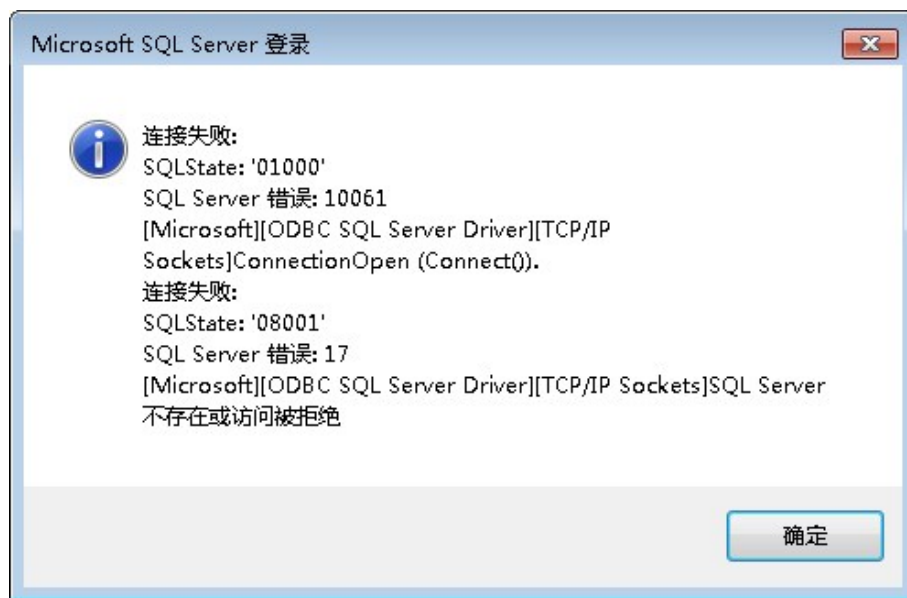 Microsoft SQL Server 登录
连接失败:
SQLState: '01000'
SQL Server 错误: 10061
[Microsoft][ODBC SQL Server Driver][TCP/IP
Sockets]ConnectionOpen (Connect()).
连接失败:
SQLState: '08001'
SQL Server 错误: 17
[Microsoft][ODBC SQL Server Driver][TCP/IP Sockets]SQL Server
不存在或访问被拒绝
确定